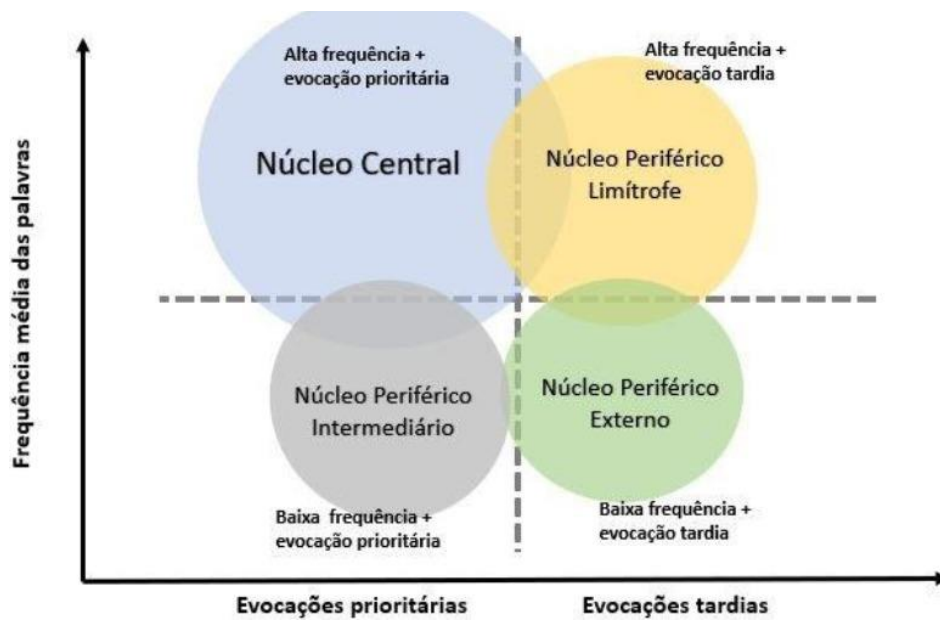 Alta frequência +
evocação prioritária
Alta frequência +
evocação tardia
Núcleo Central
Núcleo Periférico
Limítrofe
Frequência média das palavras
Núcleo Periférico
Intermediário
Núcleo Periférico
Externo
Baixa frequência +
evocação prioritária
Baixa frequência +
evocação tardia
Evocações prioritárias
Evocações tardias